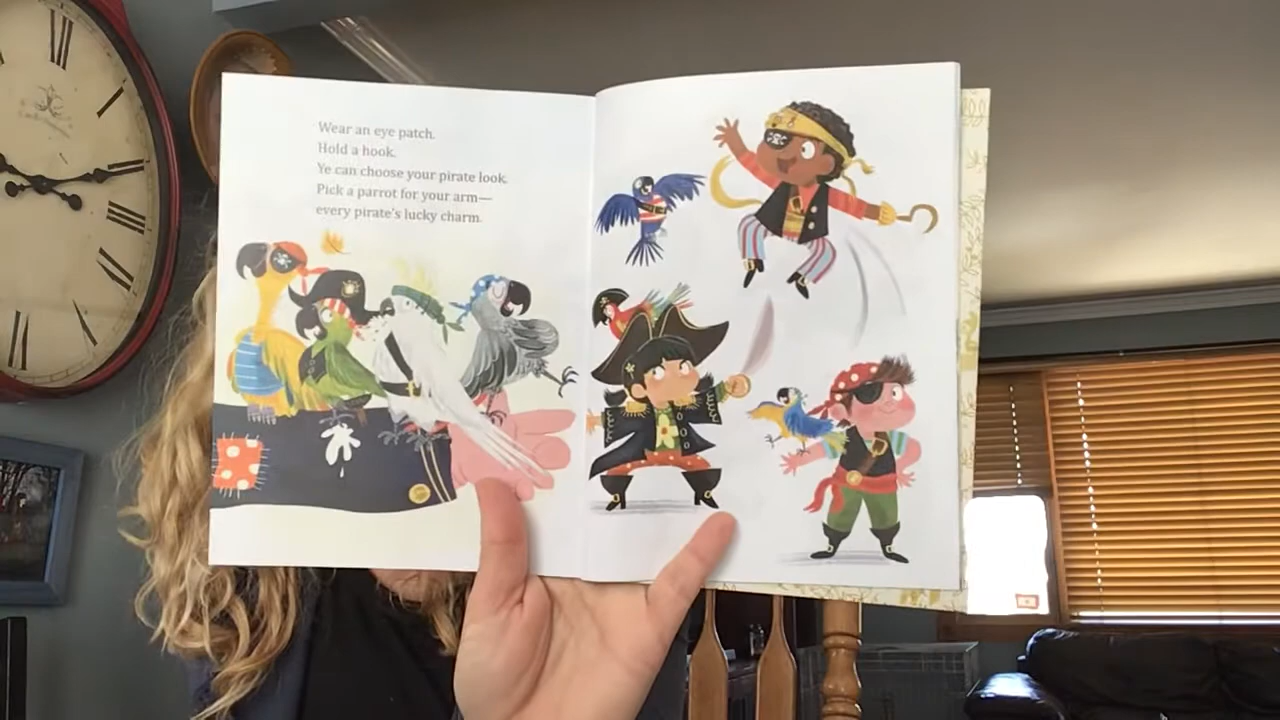 Wear an eye patch.
Hold a hook.
Ye can choose your pirate look.
Pick a parrot for your arm—
every pirate's lucky charm.